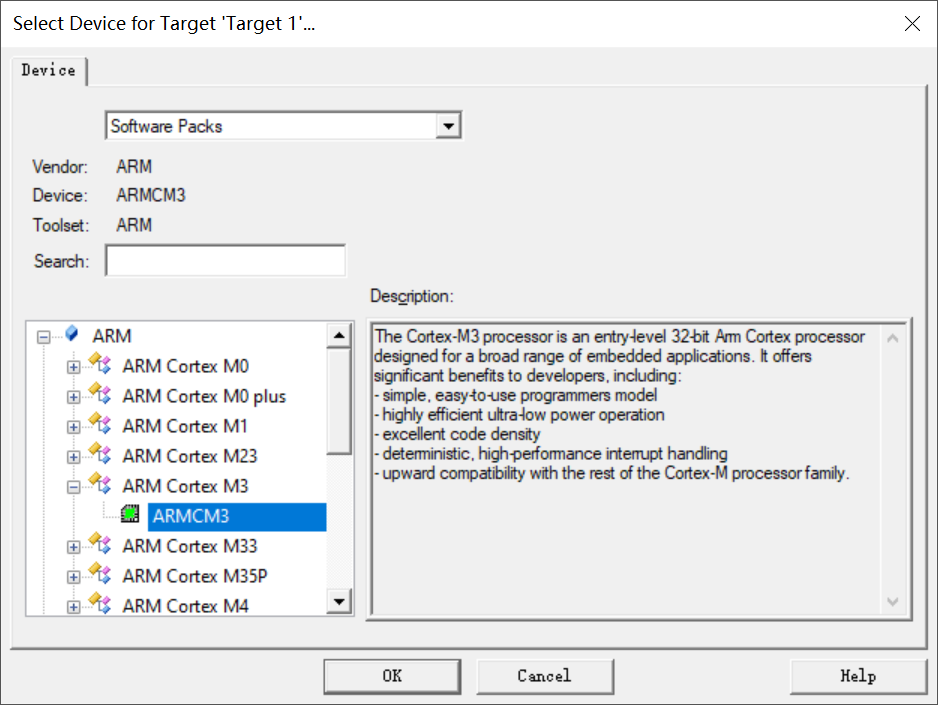 Select Device for Target 'Target 1'...
Device
Software Packs
Vendor: ARM
Device: ARMCM3
Toolset: ARM
Search:
Description:
ARM
ARM Cortex M0
ARM Cortex M0 plus
ARM Cortex M1
ARM Cortex M23
ARM Cortex M3
ARMCM3
ARM Cortex M33
ARM Cortex M35P
ARM Cortex M4
The Cortex-M3 processor is an entry-level 32-bit Arm Cortex processor
designed for a broad range of embedded applications. It offers
significant benefits to developers, including:
- simple, easy-to-use programmers model
- highly efficient ultra-low power operation
- excellent code density
- deterministic, high-performance interrupt handling
- upward compatibility with the rest of the Cortex-M processor family.
OK
Cancel
Help